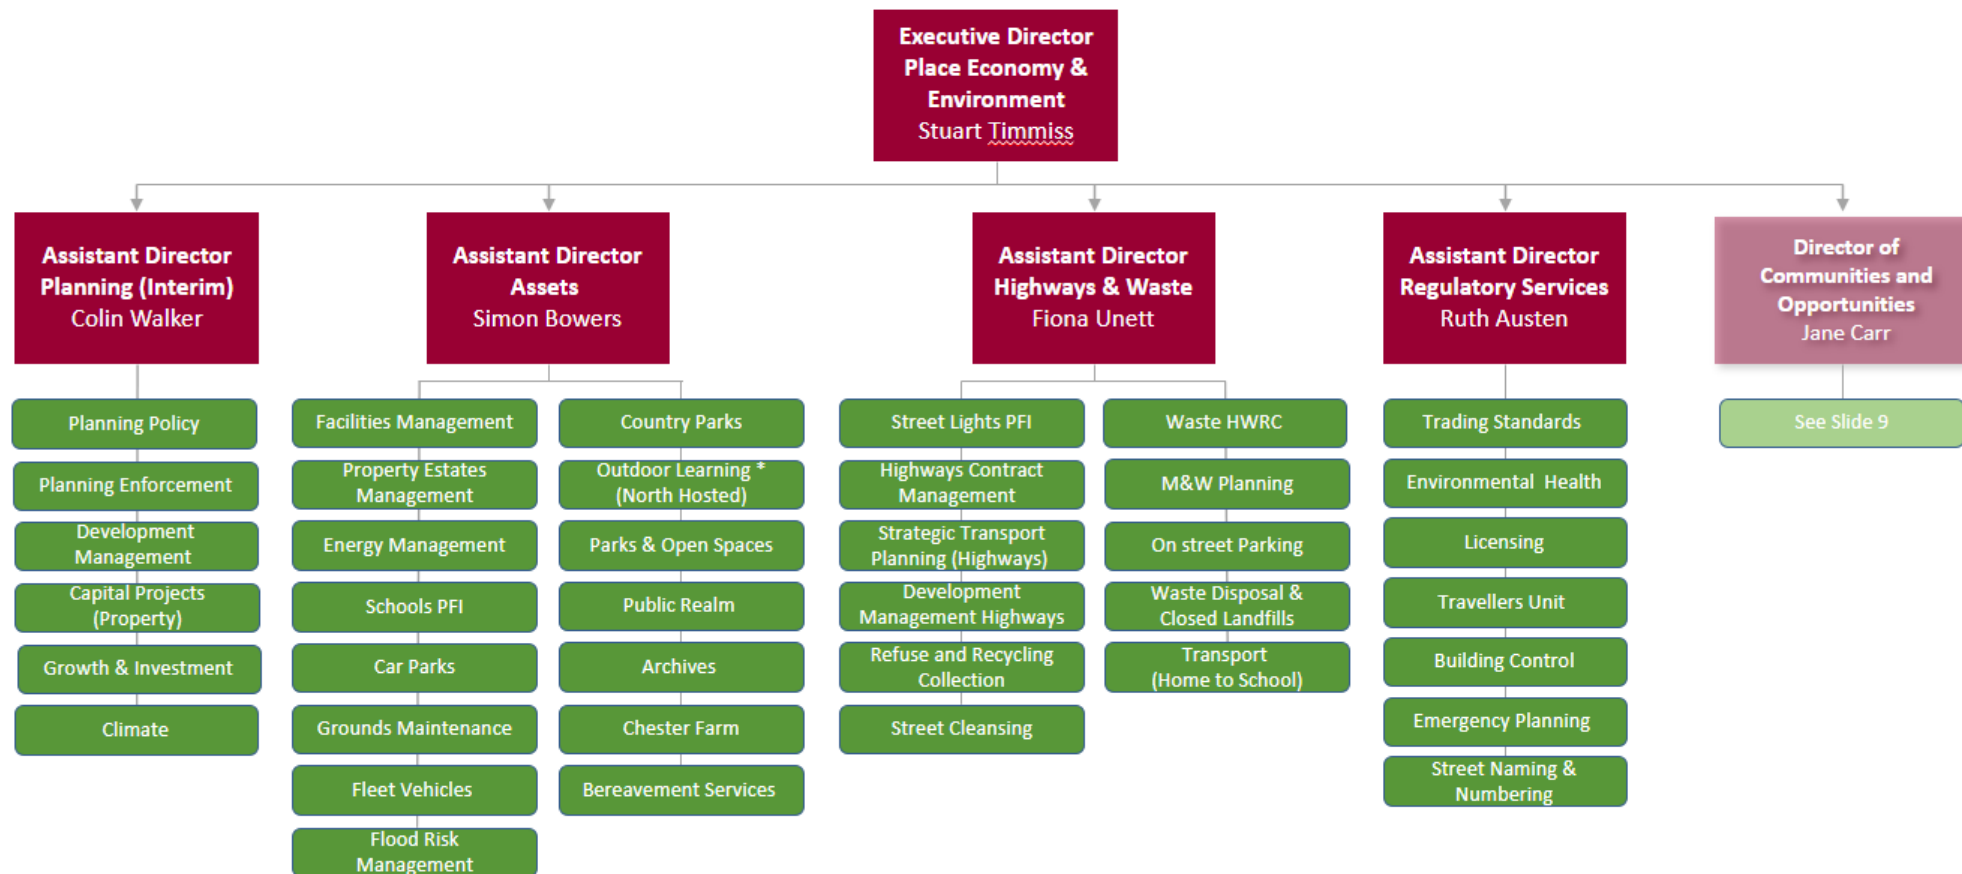 Executive Director
Place Economy &
Environment
Stuart Timmiss
Assistant Director
Planning (Interim)
Colin Walker
Planning Policy
Planning Enforcement
Development
Management
Capital Projects
(Property)
Growth & Investment
Climate
Assistant Director
Assets
Simon Bowers
Facilities Management
Property Estates
Management
Energy Management
Schools PFI
Car Parks
Grounds Maintenance
Fleet Vehicles
Flood Risk
Management
Country Parks
Outdoor Learning *
(North Hosted)
Parks & Open Spaces
Public Realm
Archives
Chester Farm
Bereavement Services
Assistant Director
Highways & Waste
Fiona Unett
Street Lights PFI
Highways Contract
Management
Strategic Transport
Planning (Highways)
Development
Management Highways
Refuse and Recycling
Collection
Street Cleansing
Waste HWRC
M&W Planning
On street Parking
Waste Disposal &
Closed Landfills
Transport
(Home to School)
Assistant Director
Regulatory Services
Ruth Austen
Trading Standards
Environmental  Health
Licensing
Travellers Unit
Building Control
Emergency Planning
Street Naming &
Numbering
Director of
Communities and
Opportunities
Jane Carr
See Slide 9